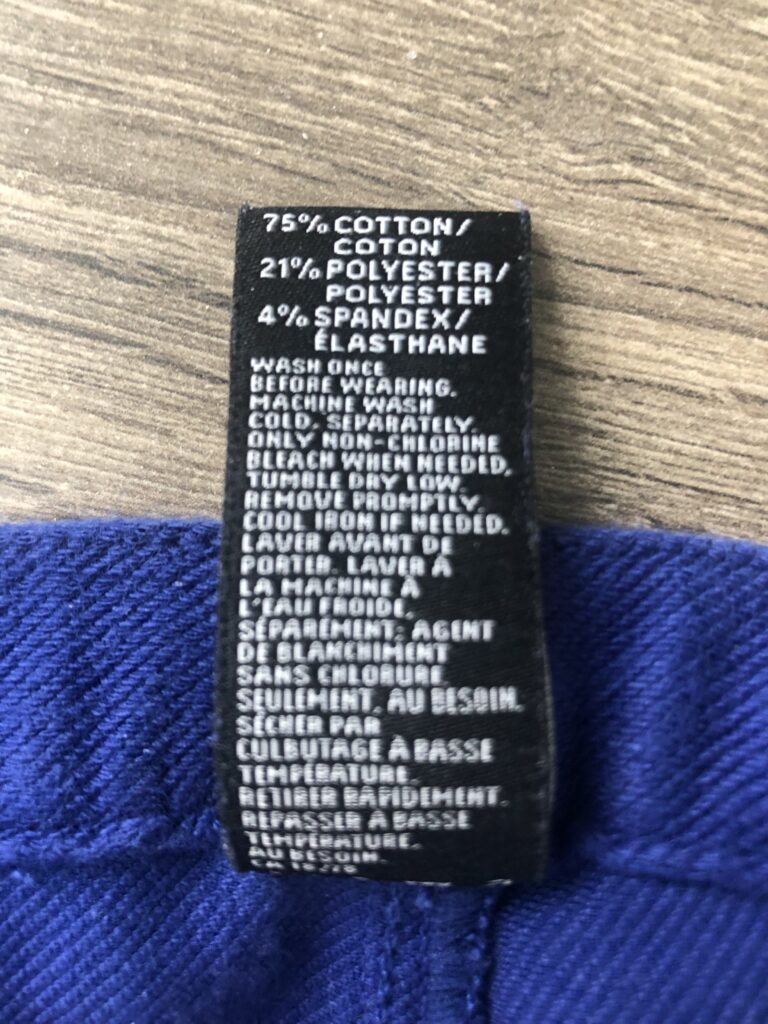 75% COTTON/
COTON
21% POLYESTER/
POLYESTER
4% SPANDEX/
ÉLASTHANE
WASH ONCE
BEFORE WEARING.
MACHINE WASH
COLD, SEPARATELY.
ONLY NON-CHLORINE
BLEACH WHEN NEEDED.
TUMBLE DRY LOW.
REMOVE PROMPTLY.
COOL IRON IF NEEDED.
LAVER AVANT DE
PORTER. LAVER À
LA MACHINE À
L'EAU FROIDE,
SÉPARÉMENT. AGENT
DE BLANCHIMENT
SANS CHLORURE
SEULEMENT, AU BESOIN.
SÉCHER PAR
CULBUTAGE À BASSE
TEMPÉRATURE.
RETIRER RAPIDEMENT.
REPASSER À BASSE
TEMPÉRATURE,
AU BESOIN.